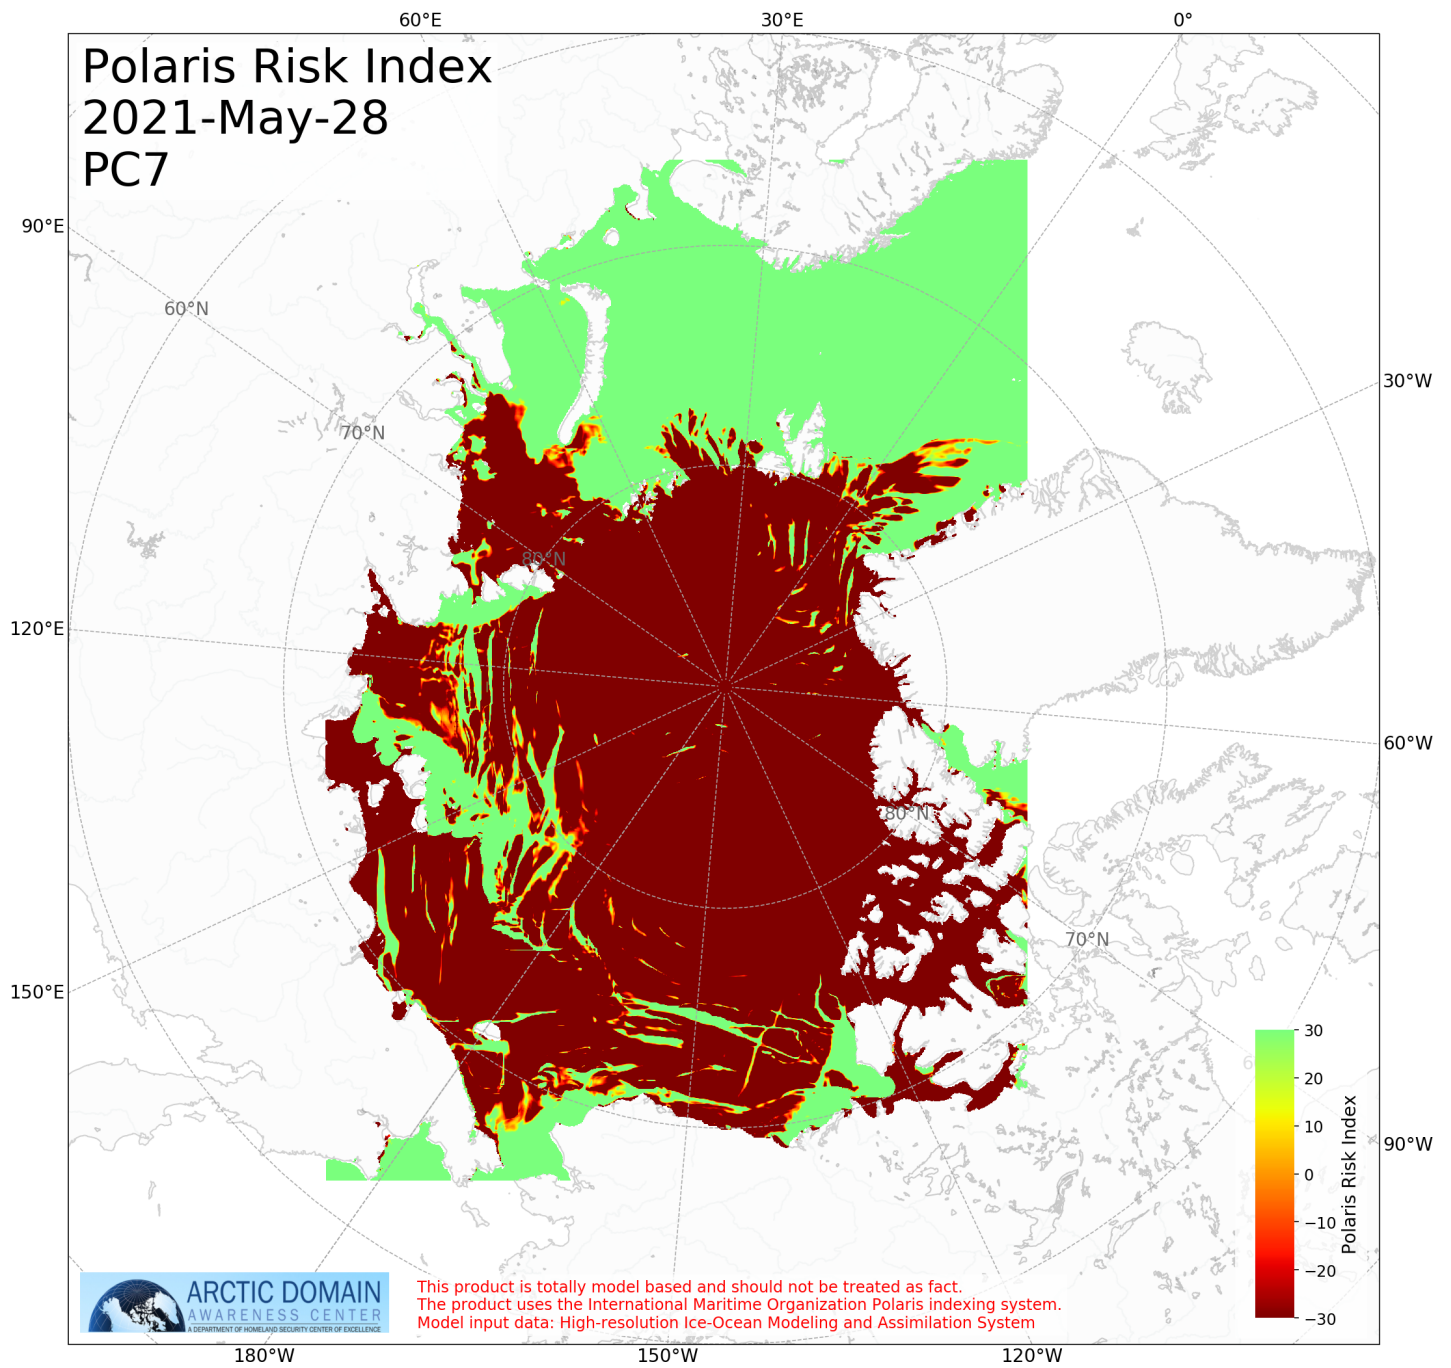 60°E 30°E 0°
Polaris Risk Index
2021-May-28
PC7
90°E
60°N
30°W
70°N
80°N
120°E
60°W
80°N
70°N
150°E
30
20
10
0
−10
−20
−30
Polaris Risk Index
90°W
ARCTIC DOMAIN
AWARENESS CENTER
A DEPARTMENT OF HOMELAND SECURITY CENTER OF EXCELLENCE
This product is totally model based and should not be treated as fact.
The product uses the International Maritime Organization Polaris indexing system.
Model input data: High-resolution Ice-Ocean Modeling and Assimilation System
180°W 150°W 120°W